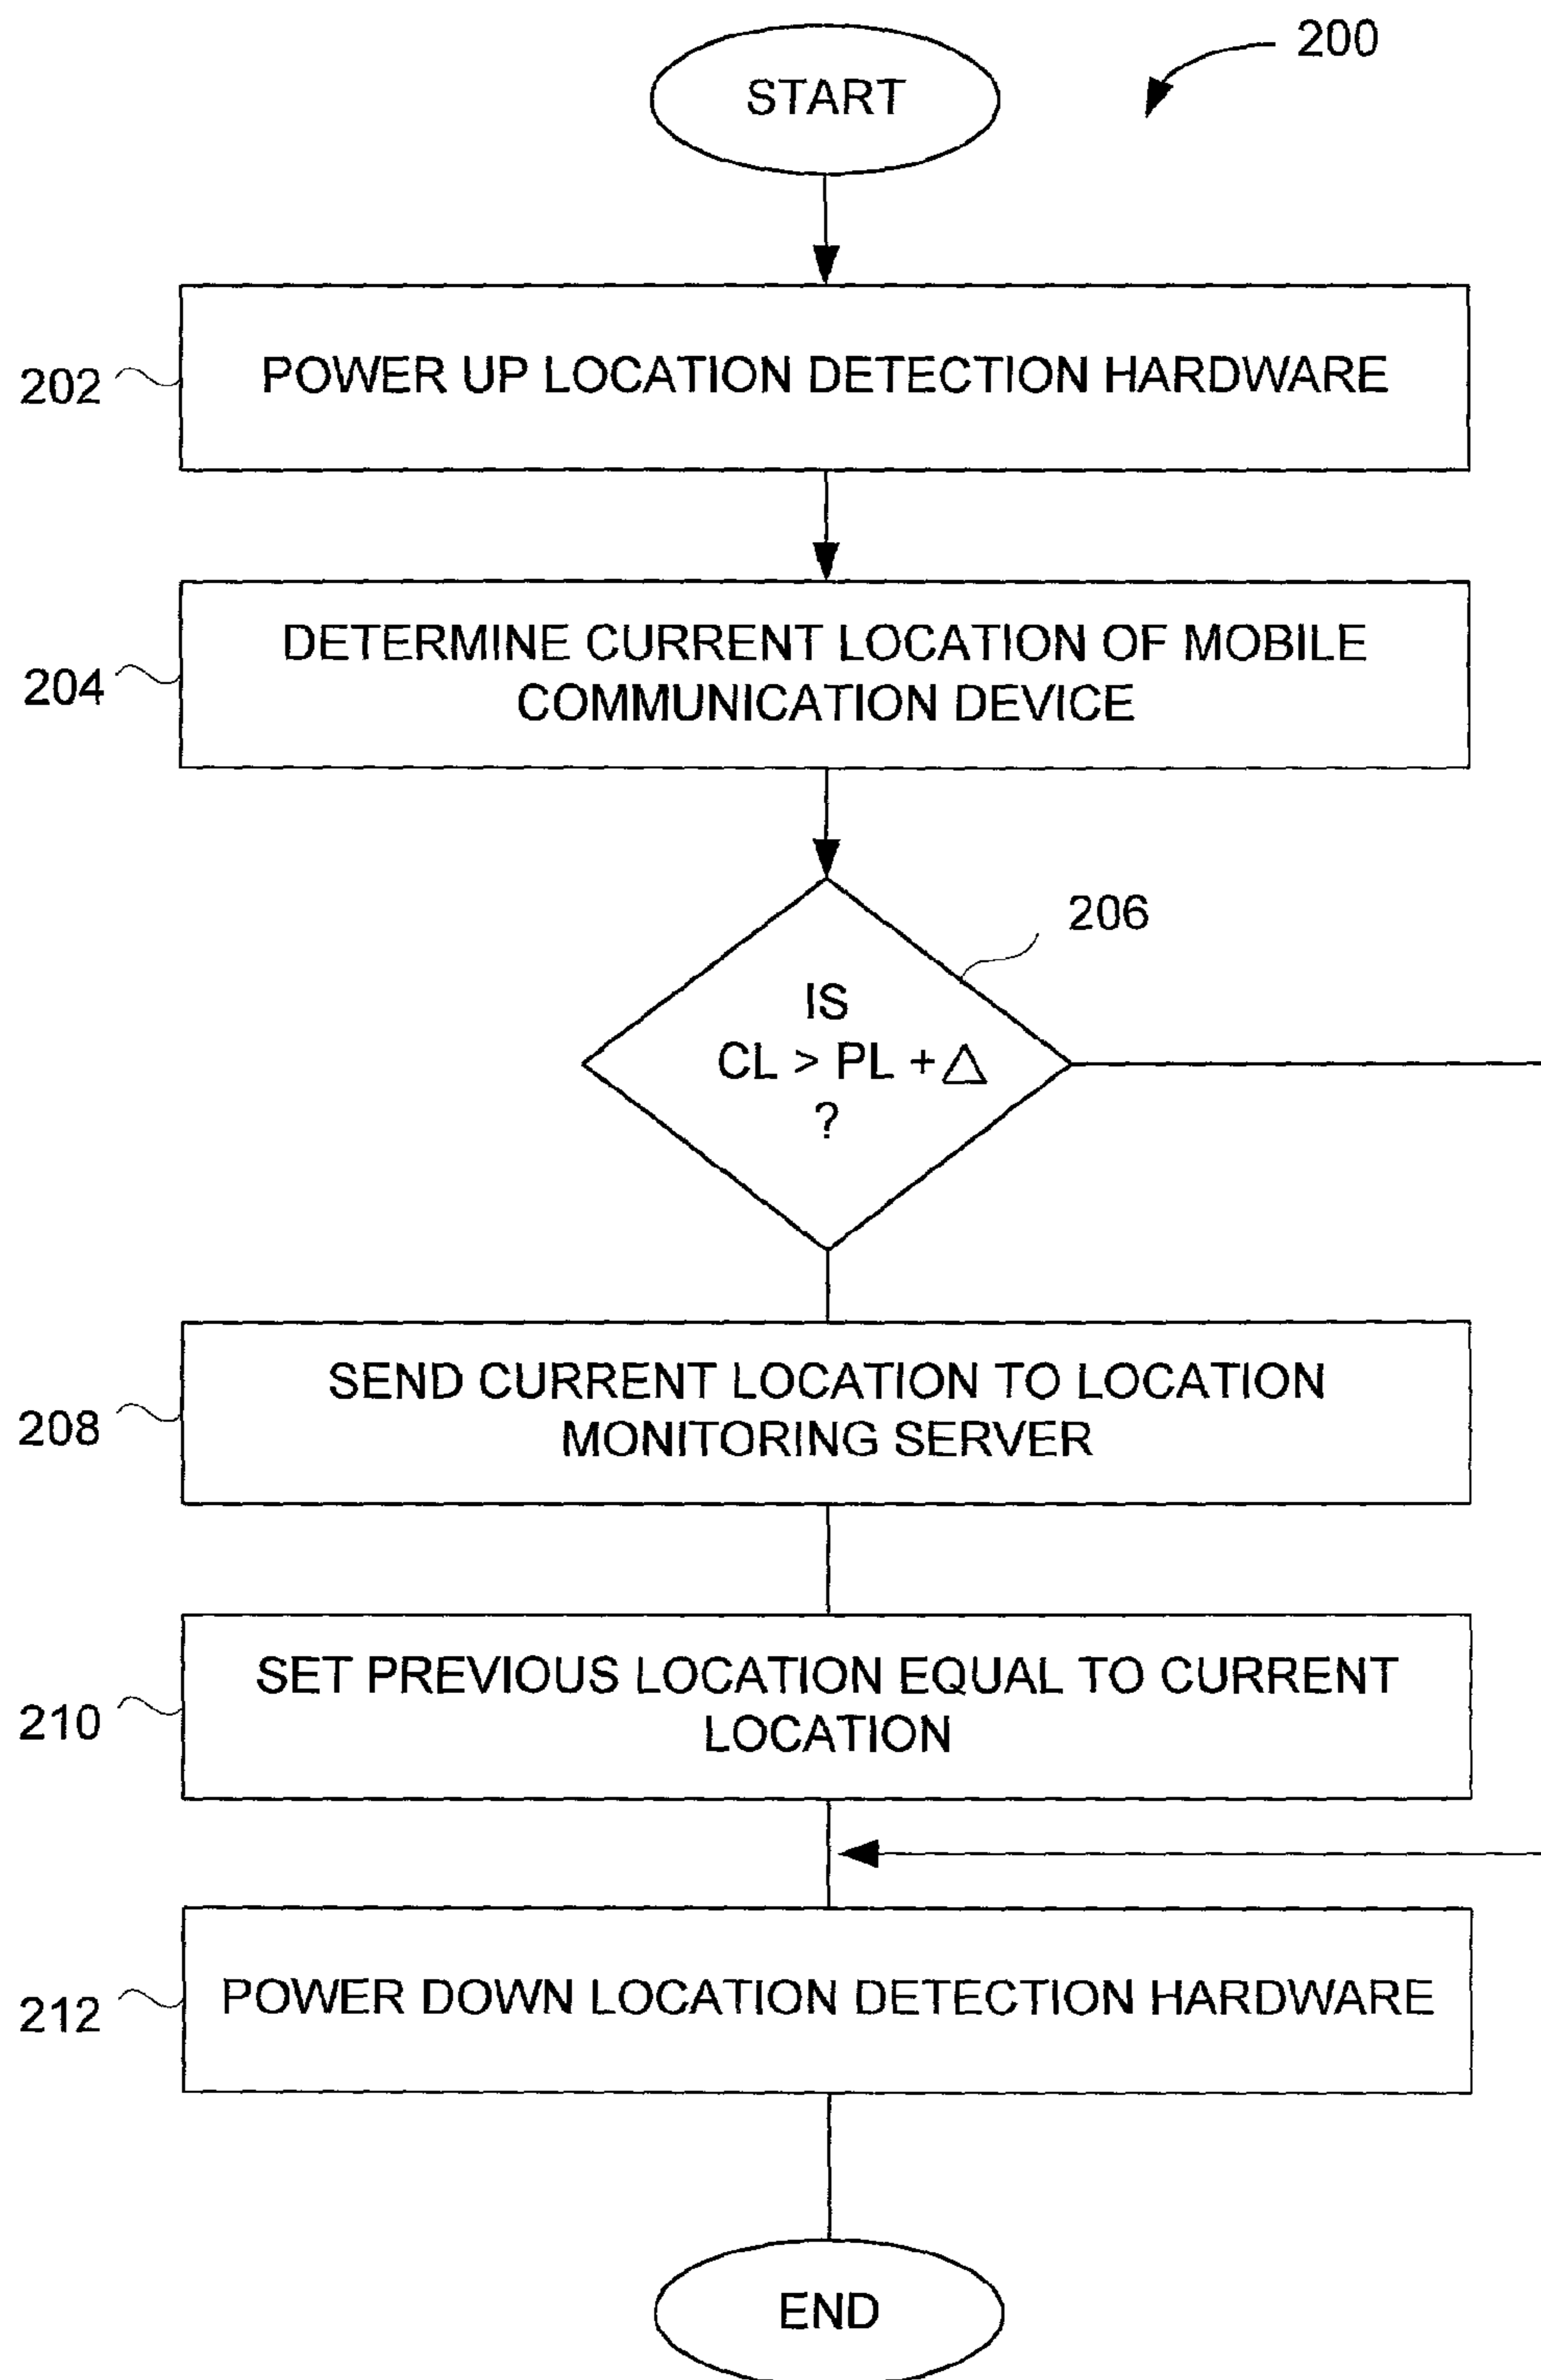 START
200
202
POWER UP LOCATION DETECTION HARDWARE
204
DETERMINE CURRENT LOCATION OF MOBILE
COMMUNICATION DEVICE
206
IS
CL > PL + △
?
208
SEND CURRENT LOCATION TO LOCATION
MONITORING SERVER
210
SET PREVIOUS LOCATION EQUAL TO CURRENT
LOCATION
212
POWER DOWN LOCATION DETECTION HARDWARE
END